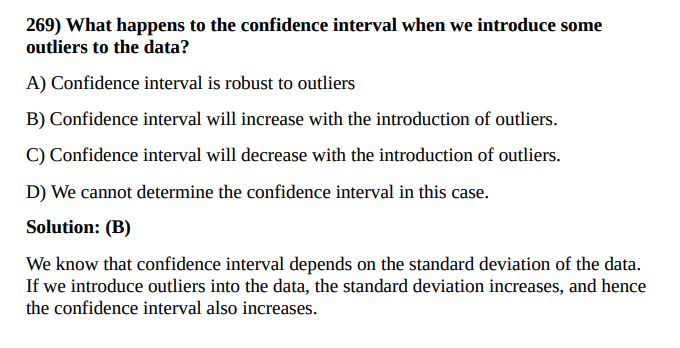 269) What happens to the confidence interval when we introduce some
outliers to the data?
A) Confidence interval is robust to outliers
B) Confidence interval will increase with the introduction of outliers.
C) Confidence interval will decrease with the introduction of outliers.
D) We cannot determine the confidence interval in this case.
Solution: (B)
We know that confidence interval depends on the standard deviation of the data.
If we introduce outliers into the data, the standard deviation increases, and hence
the confidence interval also increases.